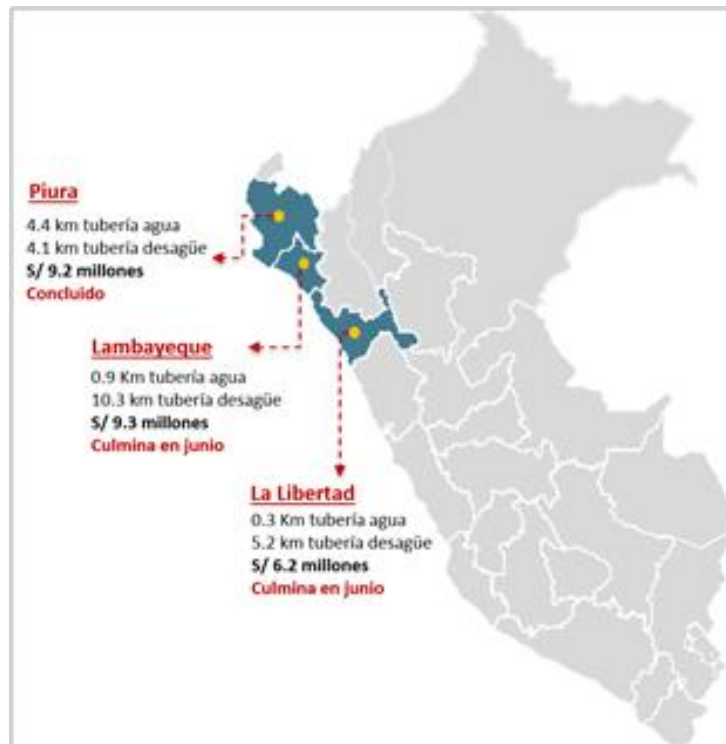 Piura
4.4 km tubería agua
4.1 km tubería desagüe
S/ 9.2 millones
Concluido
Lambayeque
0.9 Km tubería agua
10.3 km tubería desagüe
S/ 9.3 millones
Culmina en junio
La Libertad
0.3 Km tubería agua
5.2 km tubería desagüe
S/ 6.2 millones
Culmina en junio